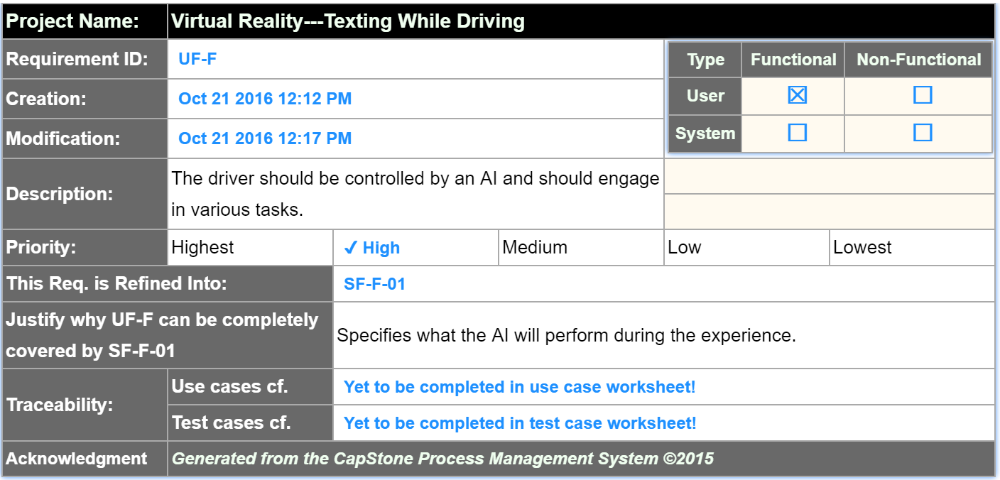 Project Name: Virtual Reality---Texting While Driving
Requirement ID: UF-F
Type Functional Non-Functional
Creation: Oct 21 2016 12:12 PM
User ☒ ☐
Modification: Oct 21 2016 12:17 PM
System ☐ ☐
Description: The driver should be controlled by an AI and should engage
in various tasks.
Priority: Highest ✓ High Medium Low Lowest
This Req. is Refined Into: SF-F-01
Justify why UF-F can be completely
covered by SF-F-01
Specifies what the AI will perform during the experience.
Traceability:
Use cases cf. Yet to be completed in use case worksheet!
Test cases cf. Yet to be completed in test case worksheet!
Acknowledgment Generated from the CapStone Process Management System ©2015